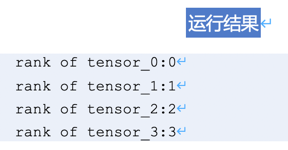 运行结果
rank of tensor_0:0
rank of tensor_1:1
rank of tensor_2:2
rank of tensor_3:3